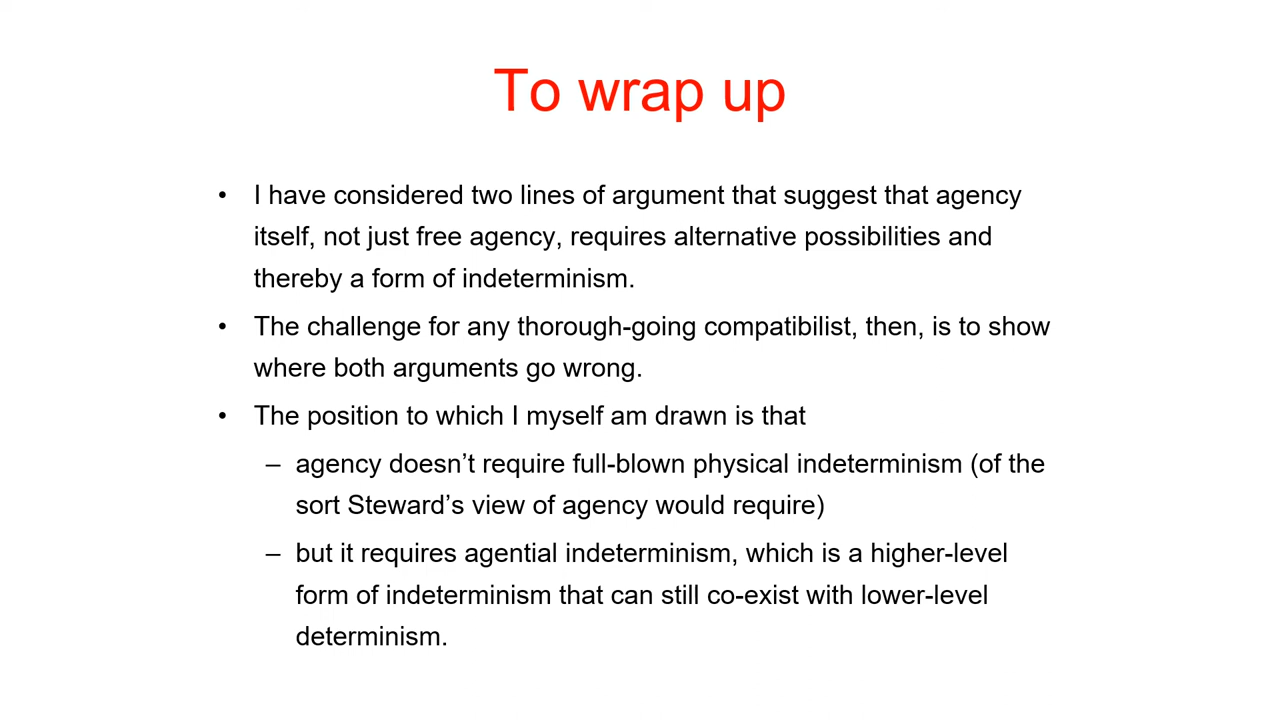 To wrap up
• I have considered two lines of argument that suggest that agency
itself, not just free agency, requires alternative possibilities and
thereby a form of indeterminism.
• The challenge for any thorough-going compatibilist, then, is to show
where both arguments go wrong.
• The position to which I myself am drawn is that
– agency doesn’t require full-blown physical indeterminism (of the
sort Steward’s view of agency would require)
– but it requires agential indeterminism, which is a higher-level
form of indeterminism that can still co-exist with lower-level
determinism.